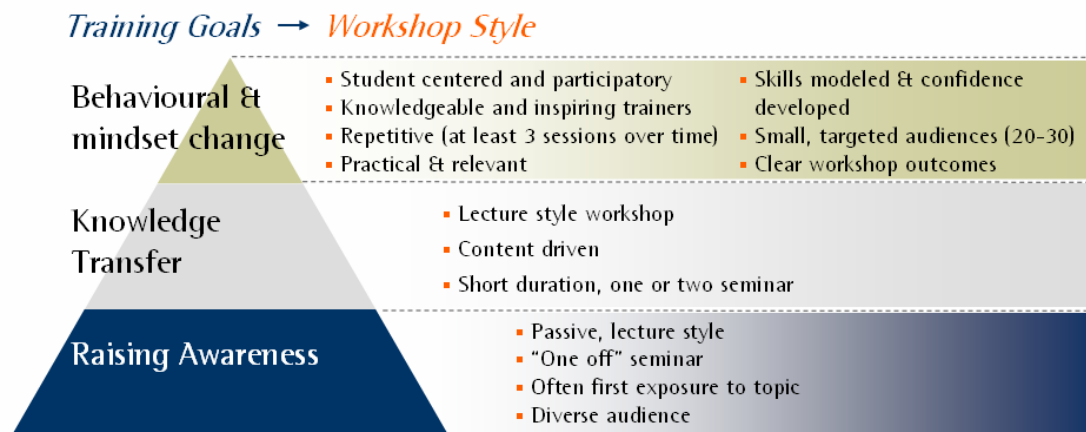 Training Goals → Workshop Style
Behavioural &
mindset change
▪ Student centered and participatory
▪ Knowledgeable and inspiring trainers
▪ Repetitive (at least 3 sessions over time)
▪ Practical & relevant
▪ Skills modeled & confidence
developed
▪ Small, targeted audiences (20-30)
▪ Clear workshop outcomes
Knowledge
Transfer
▪ Lecture style workshop
▪ Content driven
▪ Short duration, one or two seminar
Raising Awareness
▪ Passive, lecture style
▪ “One off” seminar
▪ Often first exposure to topic
▪ Diverse audience